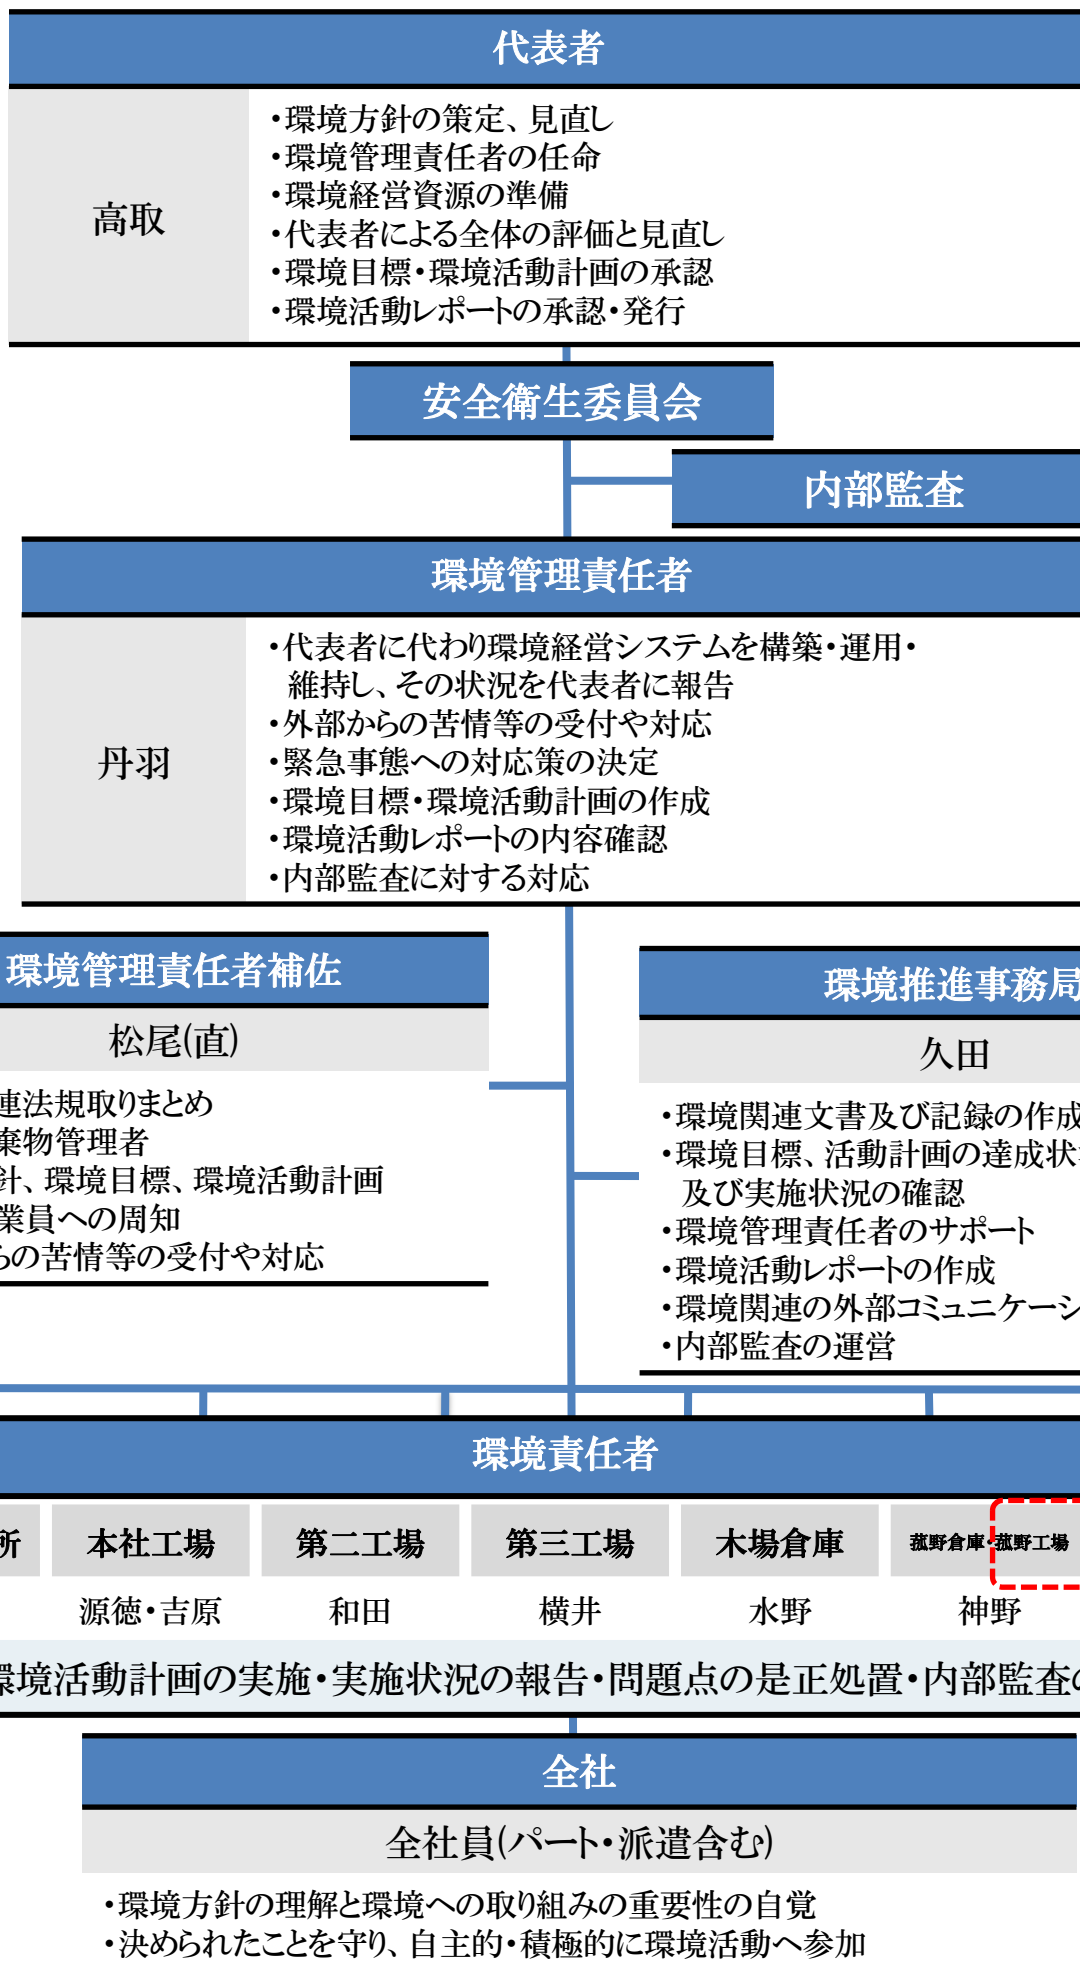 代表者
高取
・環境方針の策定、見直し
・環境管理責任者の任命
・環境経営資源の準備
・代表者による全体の評価と見直し
・環境目標・環境活動計画の承認
・環境活動レポートの承認・発行
安全衛生委員会
内部監査
環境管理責任者
丹羽
・代表者に代わり環境経営システムを構築・運用・
維持し、その状況を代表者に報告
・外部からの苦情等の受付や対応
・緊急事態への対応策の決定
・環境目標・環境活動計画の作成
・環境活動レポートの内容確認
・内部監査に対する対応
環境管理責任者補佐
松尾(直)
連法規取りまとめ
棄物管理者
針、環境目標、環境活動計画
業員への周知
らの苦情等の受付や対応
環境推進事務局
久田
・環境関連文書及び記録の作成
・環境目標、活動計画の達成状
及び実施状況の確認
・環境管理責任者のサポート
・環境活動レポートの作成
・環境関連の外部コミュニケーシ
・内部監査の運営
環境責任者
所 本社工場 第二工場 第三工場 木場倉庫 菰野倉庫・菰野工場
源徳・吉原 和田 横井 水野 神野
環境活動計画の実施・実施状況の報告・問題点の是正処置・内部監査の
全社
全社員(パート・派遣含む)
・環境方針の理解と環境への取り組みの重要性の自覚
・決められたことを守り、自主的・積極的に環境活動へ参加